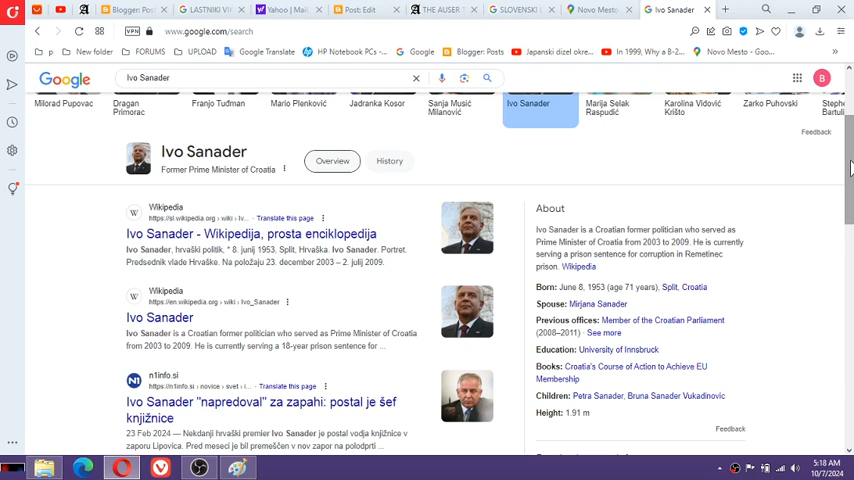 Blogger: Post
LASTNIKI VIK
Yahoo | Mail
Post: Edit
THE AUSER T
SLOVENSKI L
Novo Mesto -
Ivo Sanader
VPN
www.google.com/search
p
New folder
FORUMS
UPLOAD
Google Translate
HP Notebook PCs -...
Google
Blogger: Posts
Japanski dizel okre...
In 1999, Why a B-2...
Novo Mesto - Goo...
Google
Ivo Sanader
B
Milorad Pupovac
Dragan Primorac
Franjo Tuđman
Mario Plenković
Jadranka Kosor
Sanja Musić Milanović
Ivo Sanader
Marija Selak Raspudić
Karolina Vidović Krišto
Zarko Puhovski
Stephe
Bartuli
Feedback
Ivo Sanader
Former Prime Minister of Croatia
Overview
History
W
Wikipedia
https://sl.wikipedia.org › wiki › Iv... · Translate this page
Ivo Sanader - Wikipedija, prosta enciklopedija
Ivo Sanader, hrvaški politik, * 8. junij 1953, Split, Hrvaška. Ivo Sanader. Portret.
Predsednik vlade Hrvaške. Na položaju 23. december 2003 – 2. julij 2009.
W
Wikipedia
https://en.wikipedia.org › wiki › Ivo_Sanader
Ivo Sanader
Ivo Sanader is a Croatian former politician who served as Prime Minister of Croatia
from 2003 to 2009. He is currently serving a 18-year prison sentence for ...
N1
n1info.si
https://n1info.si › novice › svet › i... · Translate this page
Ivo Sanader "napredoval" za zapahi: postal je šef
knjižnice
23 Feb 2024 — Nekdanji hrvaški premier Ivo Sanader je postal vodja knjižnice v
zaporu Lipovica. Pred meseci je bil premeščen v nov zapor na polodprti ...
About
Ivo Sanader is a Croatian former politician who served as
Prime Minister of Croatia from 2003 to 2009. He is currently
serving a prison sentence for corruption in Remetinec
prison. Wikipedia
Born: June 8, 1953 (age 71 years), Split, Croatia
Spouse: Mirjana Sanader
Previous offices: Member of the Croatian Parliament
(2008–2011) · See more
Education: University of Innsbruck
Books: Croatia's Course of Action to Achieve EU
Membership
Children: Petra Sanader, Bruna Sanader Vukadinovic
Height: 1.91 m
Feedback
5:18 AM
10/7/2024